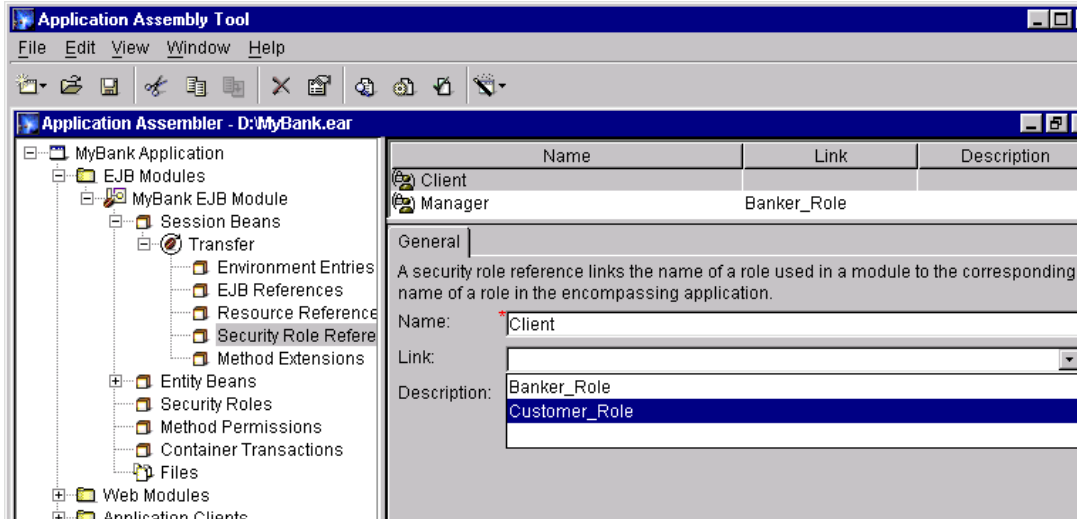 Application Assembly Tool
File Edit View Window Help
Application Assembler - D:\MyBank.ear
MyBank Application
EJB Modules
MyBank EJB Module
Session Beans
Transfer
Environment Entries
EJB References
Resource Reference
Security Role Refere
Method Extensions
Entity Beans
Security Roles
Method Permissions
Container Transactions
Files
Web Modules
Application Clients
Name Link Description
Client
Manager Banker_Role
General
A security role reference links the name of a role used in a module to the corresponding
name of a role in the encompassing application.
Name: *Client
Link:
Description: Banker_Role
Customer_Role